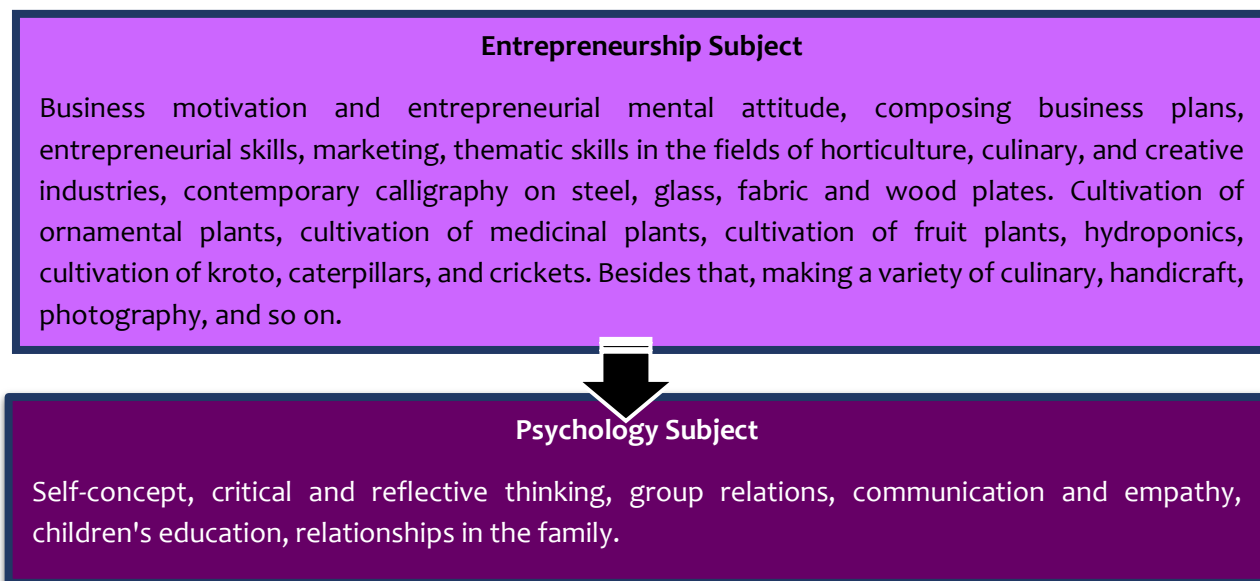 Entrepreneurship Subject
Business motivation and entrepreneurial mental attitude, composing business plans,
entrepreneurial skills, marketing, thematic skills in the fields of horticulture, culinary, and creative
industries, contemporary calligraphy on steel, glass, fabric and wood plates. Cultivation of
ornamental plants, cultivation of medicinal plants, cultivation of fruit plants, hydroponics,
cultivation of kroto, caterpillars, and crickets. Besides that, making a variety of culinary, handicraft,
photography, and so on.
Psychology Subject
Self-concept, critical and reflective thinking, group relations, communication and empathy,
children's education, relationships in the family.